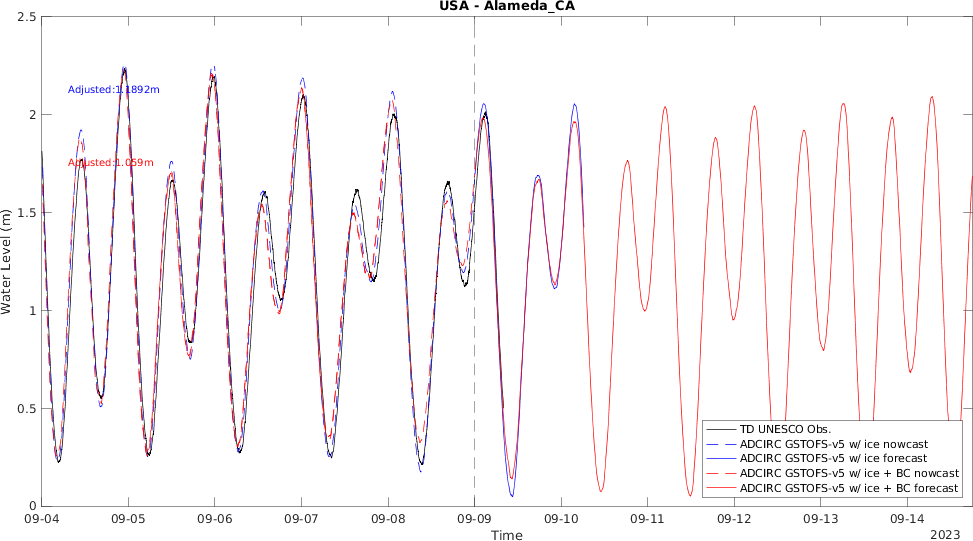 USA - Alameda_CA
2.5
2
1.5
1
0.5
0
Water Level (m)
Adjusted:1.1892m
Adjusted:1.059m
TD UNESCO Obs.
ADCIRC GSTOFS-v5 w/ ice nowcast
ADCIRC GSTOFS-v5 w/ ice forecast
ADCIRC GSTOFS-v5 w/ ice + BC nowcast
ADCIRC GSTOFS-v5 w/ ice + BC forecast
09-04 09-05 09-06 09-07 09-08 09-09 09-10 09-11 09-12 09-13 09-14
Time
2023